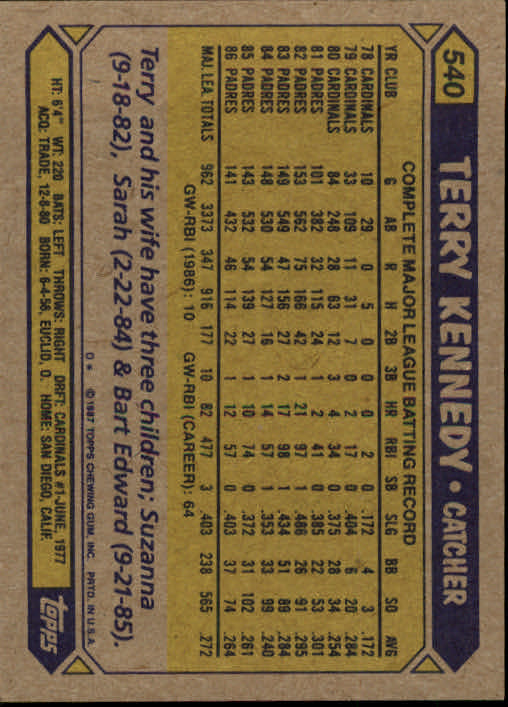 540 TERRY KENNEDY • CATCHER
COMPLETE MAJOR LEAGUE BATTING RECORD
YR CLUB G AB R H 2B 3B HR RBI SB SLG BB SO AVG
78 CARDINALS 10 29 0 5 0 0 0 2 0 .172 4 3 .172
79 CARDINALS 33 109 11 31 7 0 2 17 0 .404 6 20 .284
80 CARDINALS 84 248 28 63 12 3 4 34 0 .375 28 34 .254
81 PADRES 101 382 32 115 24 1 2 41 0 .385 22 53 .301
82 PADRES 153 562 75 166 42 1 21 97 1 .486 26 91 .295
83 PADRES 149 549 47 156 27 2 17 98 1 .434 51 89 .284
84 PADRES 148 530 54 127 16 1 14 57 1 .353 33 99 .240
85 PADRES 143 532 54 139 27 1 10 74 0 .372 31 102 .261
86 PADRES 141 432 46 114 22 1 12 57 0 .403 37 74 .264
MAJ. LEA. TOTALS 962 3373 347 916 177 10 82 477 3 .403 238 565 .272
GW-RBI (1986): 10 GW-RBI (CAREER): 64
Terry and his wife have three children; Suzanna
(9-18-82), Sarah (2-22-84) & Bart Edward (9-21-85).
D* © 1987 TOPPS CHEWING GUM, INC. PRTD. IN U.S.A.
HT: 6'4" WT: 220 BATS: LEFT THROWS: RIGHT DRFT: CARDINALS #1-JUNE, 1977
ACQ: TRADE, 12-8-80 BORN: 6-4-56, EUCLID, O. HOME: SAN DIEGO, CALIF.
topps